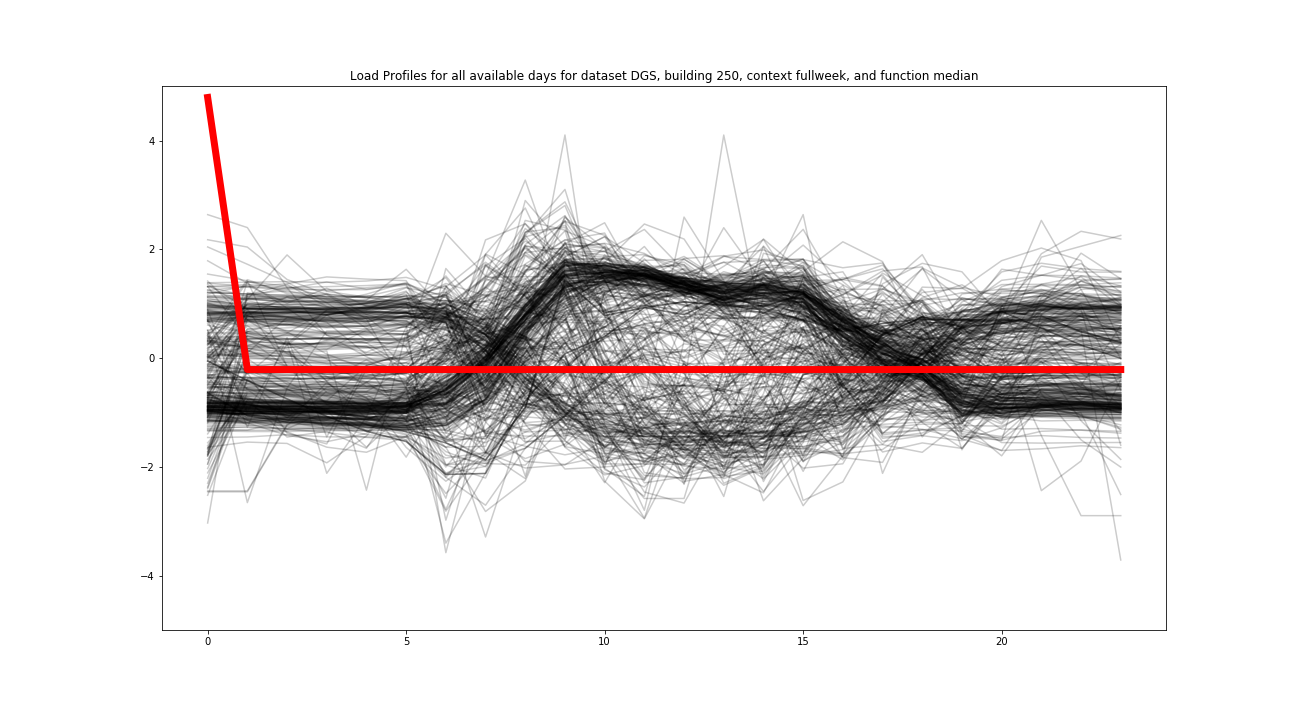 Load Profiles for all available days for dataset DGS, building 250, context fullweek, and function median
4
2
0
−2
−4
0 5 10 15 20